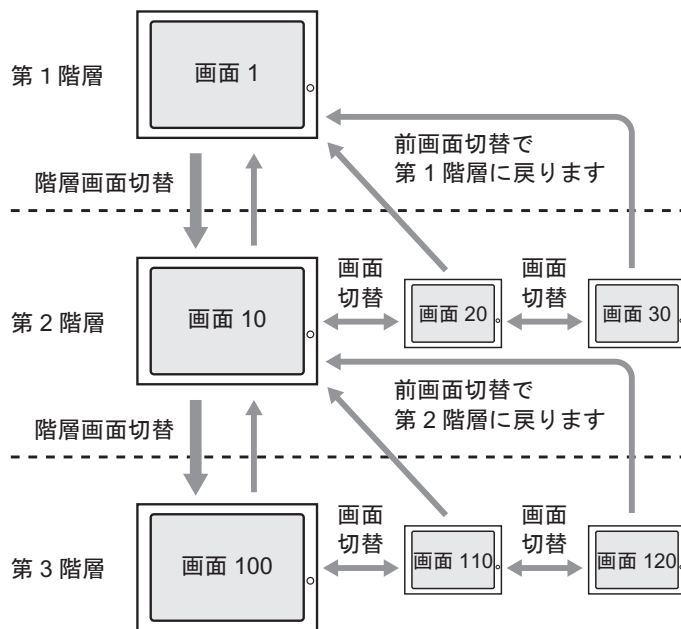 第 1 階層
画面 1
前画面切替で
第 1 階層に戻ります
階層画面切替
画面
切替
画面
切替
第 2 階層
画面 10
画面 20
画面 30
前画面切替で
第 2 階層に戻ります
階層画面切替
画面
切替
画面
切替
第 3 階層
画面 100
画面 110
画面 120